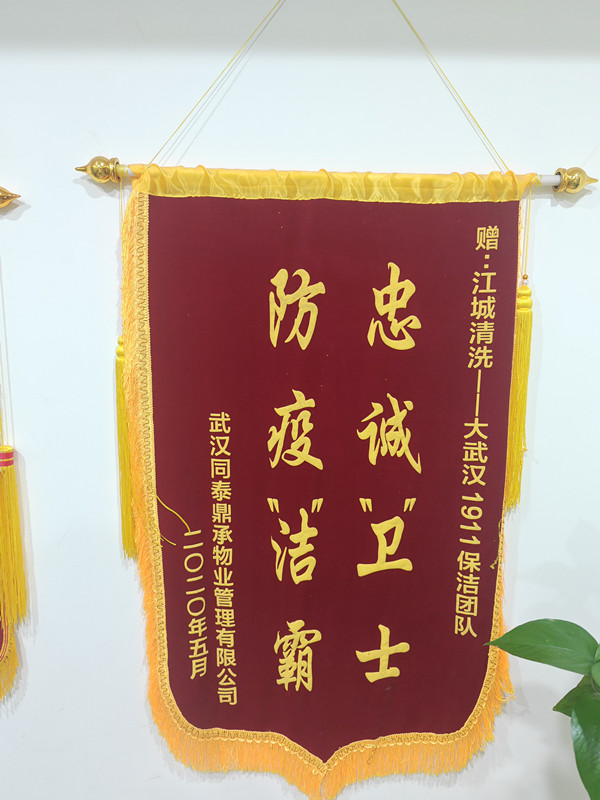 赠：江城清洗——大武汉1911保洁团队
忠诚"卫"士
防疫"洁"霸
武汉同泰鼎承物业管理有限公司
二〇二〇年五月